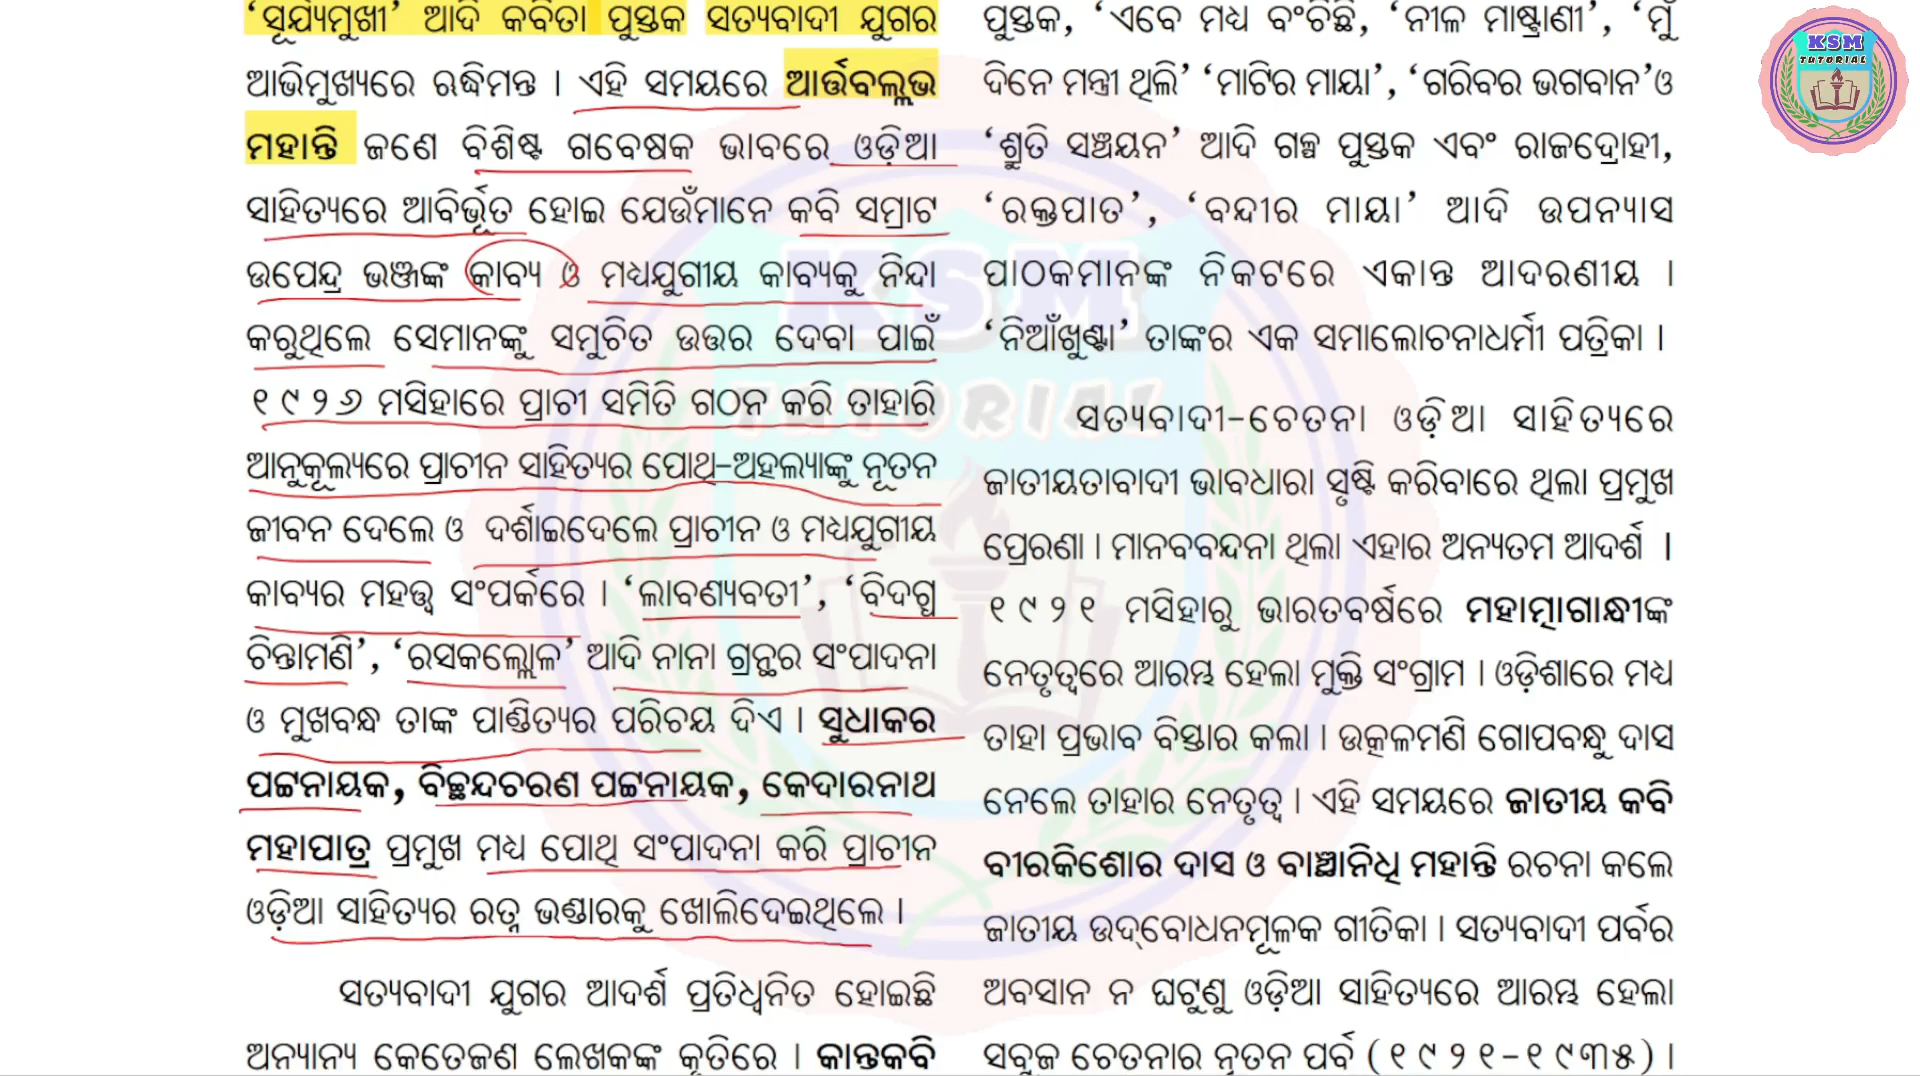 ‘ସୂର୍ଯ୍ୟମୁଖୀ’ ଆଦି କବିତା ପୁସ୍ତକ ସତ୍ୟବାଦୀ ଯୁଗର
ଆଭିମୁଖ୍ୟରେ ଋଦ୍ଧିମନ୍ତ । ଏହି ସମୟରେ ଆର୍ତ୍ତବଲ୍ଲଭ
ମହାନ୍ତି ଜଣେ ବିଶିଷ୍ଟ ଗବେଷକ ଭାବରେ ଓଡ଼ିଆ
ସାହିତ୍ୟରେ ଆବିର୍ଭୂତ ହୋଇ ଯେଉଁମାନେ କବି ସମ୍ରାଟ
ଉପେନ୍ଦ୍ର ଭଞ୍ଜଙ୍କ କାବ୍ୟ ଓ ମଧ୍ୟଯୁଗୀୟ କାବ୍ୟକୁ ନିନ୍ଦା
କରୁଥିଲେ ସେମାନଙ୍କୁ ସମୁଚିତ ଉତ୍ତର ଦେବା ପାଇଁ
୧୯୨୬ ମସିହାରେ ପ୍ରାଚୀ ସମିତି ଗଠନ କରି ତାହାରି
ଆନୁକୂଲ୍ୟରେ ପ୍ରାଚୀନ ସାହିତ୍ୟର ପୋଥି-ଅହଲ୍ୟାଙ୍କୁ ନୂତନ
ଜୀବନ ଦେଲେ ଓ ଦର୍ଶାଇଦେଲେ ପ୍ରାଚୀନ ଓ ମଧ୍ୟଯୁଗୀୟ
କାବ୍ୟର ମହତ୍ତ୍ୱ ସଂପର୍କରେ । ‘ଲାବଣ୍ୟବତୀ’, ‘ବିଦଗ୍ଧ
ଚିନ୍ତାମଣି’, ‘ରସକଲ୍ଲୋଳ’ ଆଦି ନାନା ଗ୍ରନ୍ଥର ସଂପାଦନା
ଓ ମୁଖବନ୍ଧ ତାଙ୍କ ପାଣ୍ଡିତ୍ୟର ପରିଚୟ ଦିଏ । ସୁଧାକର
ପଟ୍ଟନାୟକ, ବିଚ୍ଛନ୍ଦଚରଣ ପଟ୍ଟନାୟକ, କେଦାରନାଥ
ମହାପାତ୍ର ପ୍ରମୁଖ ମଧ୍ୟ ପୋଥି ସଂପାଦନା କରି ପ୍ରାଚୀନ
ଓଡ଼ିଆ ସାହିତ୍ୟର ରତ୍ନ ଭଣ୍ଡାରକୁ ଖୋଲିଦେଇଥିଲେ ।
ସତ୍ୟବାଦୀ ଯୁଗର ଆଦର୍ଶ ପ୍ରତିଧ୍ୱନିତ ହୋଇଛି
ଅନ୍ୟାନ୍ୟ କେତେଜଣ ଲେଖକଙ୍କ କୃତିରେ । କାନ୍ତକବି
ପୁସ୍ତକ, ‘ଏବେ ମଧ୍ୟ ବଂଚିଛି, ‘ନୀଳ ମାଷ୍ଟ୍ରାଣୀ’, ‘ମୁଁ
ଦିନେ ମନ୍ତ୍ରୀ ଥିଲି’ ‘ମାଟିର ମାୟା’, ‘ଗରିବର ଭଗବାନ’ଓ
‘ଶ୍ରୁତି ସଞ୍ଚୟନ’ ଆଦି ଗଳ୍ପ ପୁସ୍ତକ ଏବଂ ରାଜଦ୍ରୋହୀ,
‘ରକ୍ତପାତ’, ‘ବନ୍ଦୀର ମାୟା’ ଆଦି ଉପନ୍ୟାସ
ପାଠକମାନଙ୍କ ନିକଟରେ ଏକାନ୍ତ ଆଦରଣୀୟ ।
‘ନିଆଁଖୁଣ୍ଟା’ ତାଙ୍କର ଏକ ସମାଲୋଚନାଧର୍ମୀ ପତ୍ରିକା ।
ସତ୍ୟବାଦୀ-ଚେତନା ଓଡ଼ିଆ ସାହିତ୍ୟରେ
ଜାତୀୟତାବାଦୀ ଭାବଧାରା ସୃଷ୍ଟି କରିବାରେ ଥିଲା ପ୍ରମୁଖ
ପ୍ରେରଣା । ମାନବବନ୍ଦନା ଥିଲା ଏହାର ଅନ୍ୟତମ ଆଦର୍ଶ ।
୧୯୨୧ ମସିହାରୁ ଭାରତବର୍ଷରେ ମହାତ୍ମାଗାନ୍ଧୀଙ୍କ
ନେତୃତ୍ୱରେ ଆରମ୍ଭ ହେଲା ମୁକ୍ତି ସଂଗ୍ରାମ । ଓଡ଼ିଶାରେ ମଧ୍ୟ
ତାହା ପ୍ରଭାବ ବିସ୍ତାର କଲା । ଉତ୍କଳମଣି ଗୋପବନ୍ଧୁ ଦାସ
ନେଲେ ତାହାର ନେତୃତ୍ୱ । ଏହି ସମୟରେ ଜାତୀୟ କବି
ବୀରକିଶୋର ଦାସ ଓ ବାଞ୍ଛାନିଧି ମହାନ୍ତି ରଚନା କଲେ
ଜାତୀୟ ଉଦ୍‌ବୋଧନମୂଳକ ଗୀତିକା । ସତ୍ୟବାଦୀ ପର୍ବର
ଅବସାନ ନ ଘଟୁଣୁ ଓଡ଼ିଆ ସାହିତ୍ୟରେ ଆରମ୍ଭ ହେଲା
ସବୁଜ ଚେତନାର ନୂତନ ପର୍ବ (୧୯୨୧-୧୯୩୫) ।
KSM
TUTORIAL
KSM
TUTORIAL